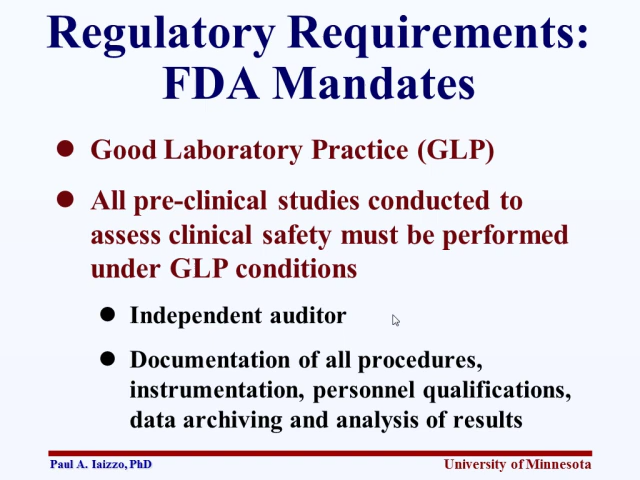 Regulatory Requirements:
FDA Mandates
Good Laboratory Practice (GLP)
All pre-clinical studies conducted to
assess clinical safety must be performed
under GLP conditions
Independent auditor
Documentation of all procedures,
instrumentation, personnel qualifications,
data archiving and analysis of results
Paul A. Iaizzo, PhD
University of Minnesota